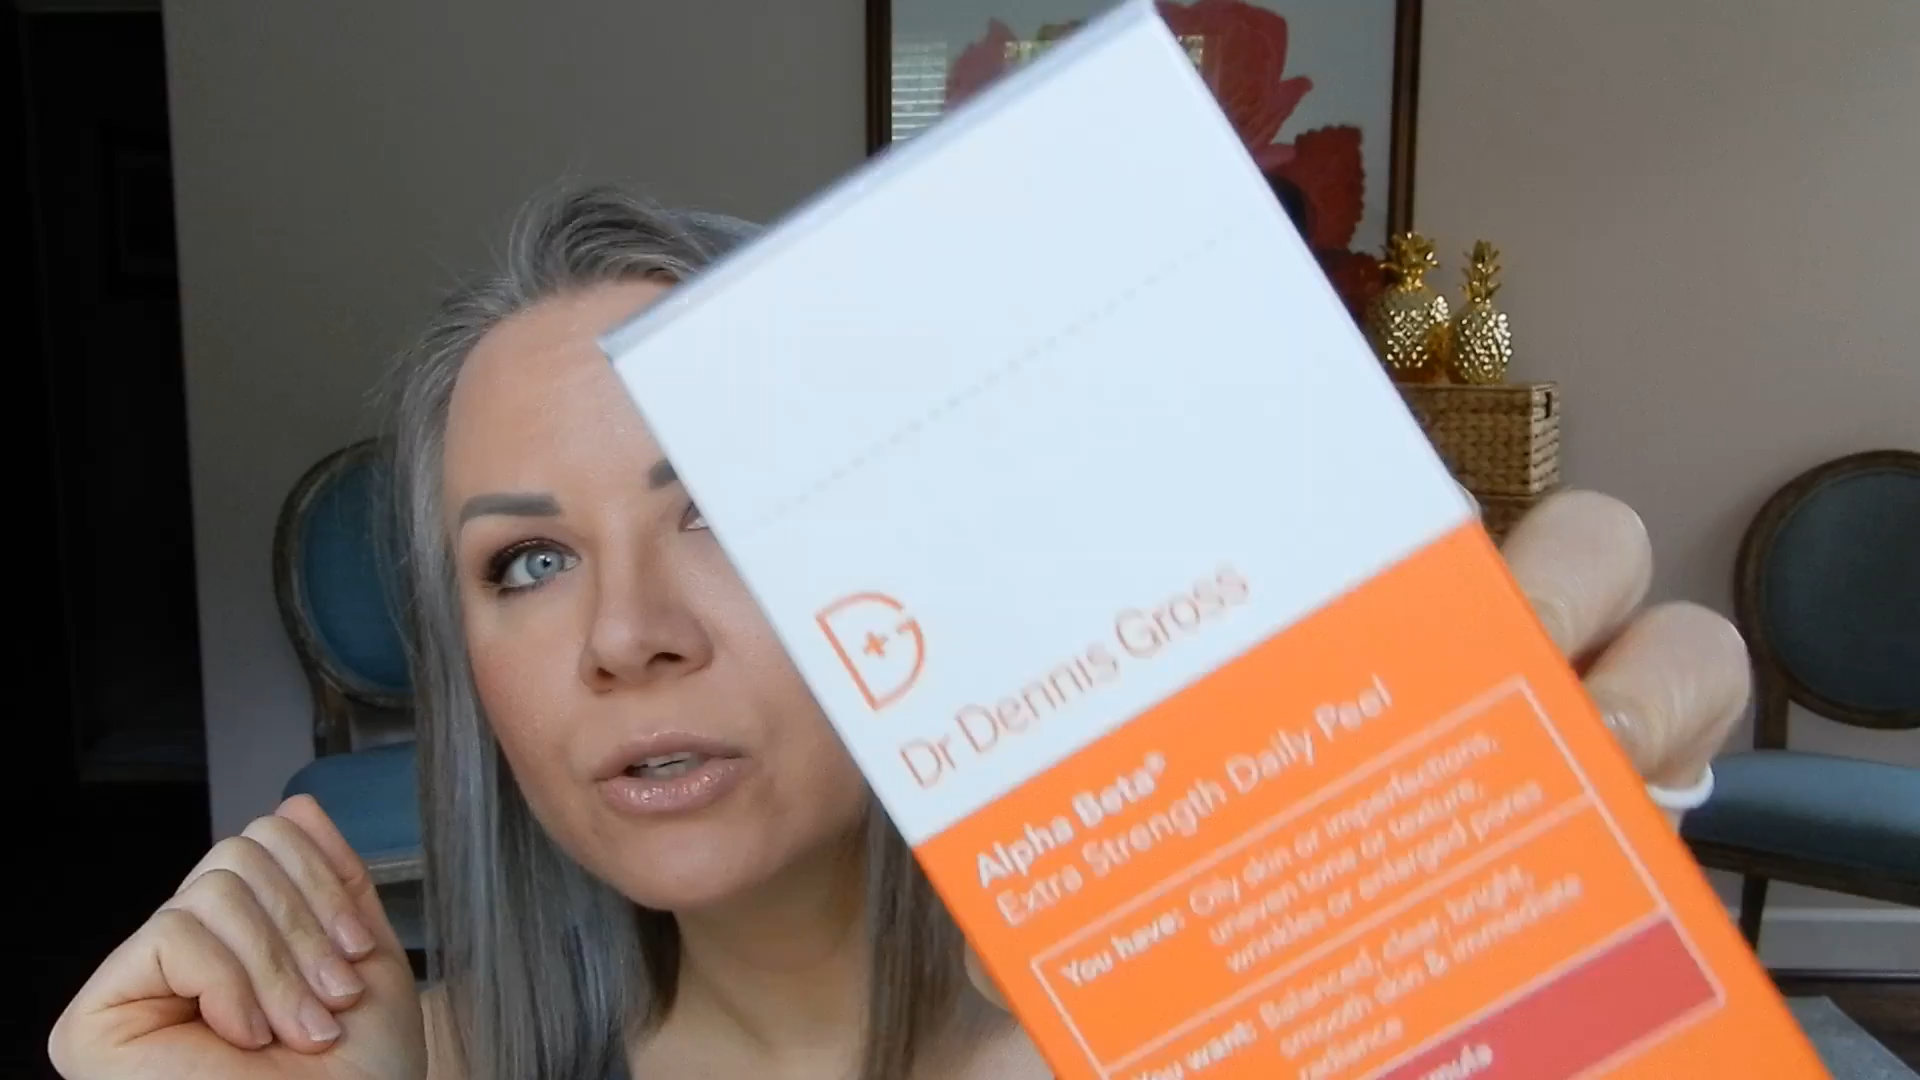 Dr Dennis Gross
Alpha Beta®
Extra Strength Daily Peel
You have: Oily skin or imperfections,
uneven tone or texture,
wrinkles or enlarged pores
You want: Balanced, clear, bright,
smooth skin & immediate
radiance